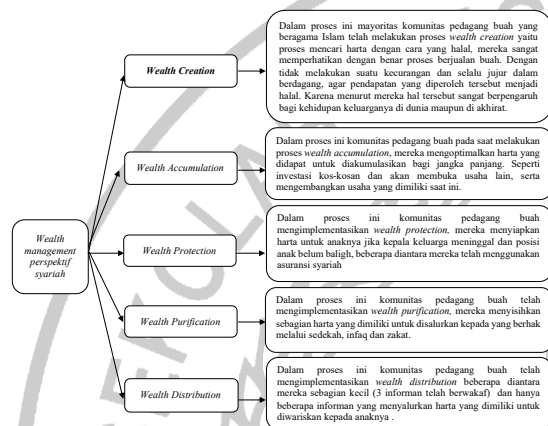 Dalam proses ini mayoritas komunitas pedagang buah yang
beragama Islam telah melakukan proses wealth creation yaitu
proses mencari harta dengan cara yang halal, mereka sangat
memperhatikan dengan benar proses berjualan buah. Dengan
tidak melakukan suatu kecurangan dan selalu jujur dalam
berdagang, agar pendapatan yang diperoleh tersebut menjadi
halal. Karena menurut mereka hal tersebut sangat berpengaruh
bagi kehidupan keluarganya di dunia maupun di akhirat.
Wealth Creation
Dalam proses ini komunitas pedagang buah pada saat melakukan
proses wealth accumulation, mereka mengoptimalkan harta yang
didapat untuk diakumulasikan bagi jangka panjang. Seperti
investasi kos-kosan dan akan membuka usaha lain, serta
mengembangkan usaha yang dimiliki saat ini.
Wealth Accumulation
Wealth
management
perspektif
syariah
Dalam proses ini komunitas pedagang buah
mengimplementasikan wealth protection, mereka menyiapkan
harta untuk anaknya jika kepala keluarga meninggal dan posisi
anak belum baligh, beberapa diantara mereka telah menggunakan
asuransi syariah
Wealth Protection
Dalam proses ini komunitas pedagang buah telah
mengimplementasikan wealth purification, mereka menyisihkan
sebagian harta yang dimiliki untuk disalurkan kepada yang berhak
melalui sedekah, infaq dan zakat.
Wealth Purification
Dalam proses ini komunitas pedagang buah telah
mengimplementasikan wealth distribution beberapa diantara
mereka sebagian kecil (3 informan telah berwakaf) dan hanya
beberapa informan yang menyalurkan harta yang dimiliki untuk
diwariskan kepada anaknya .
Wealth Distribution